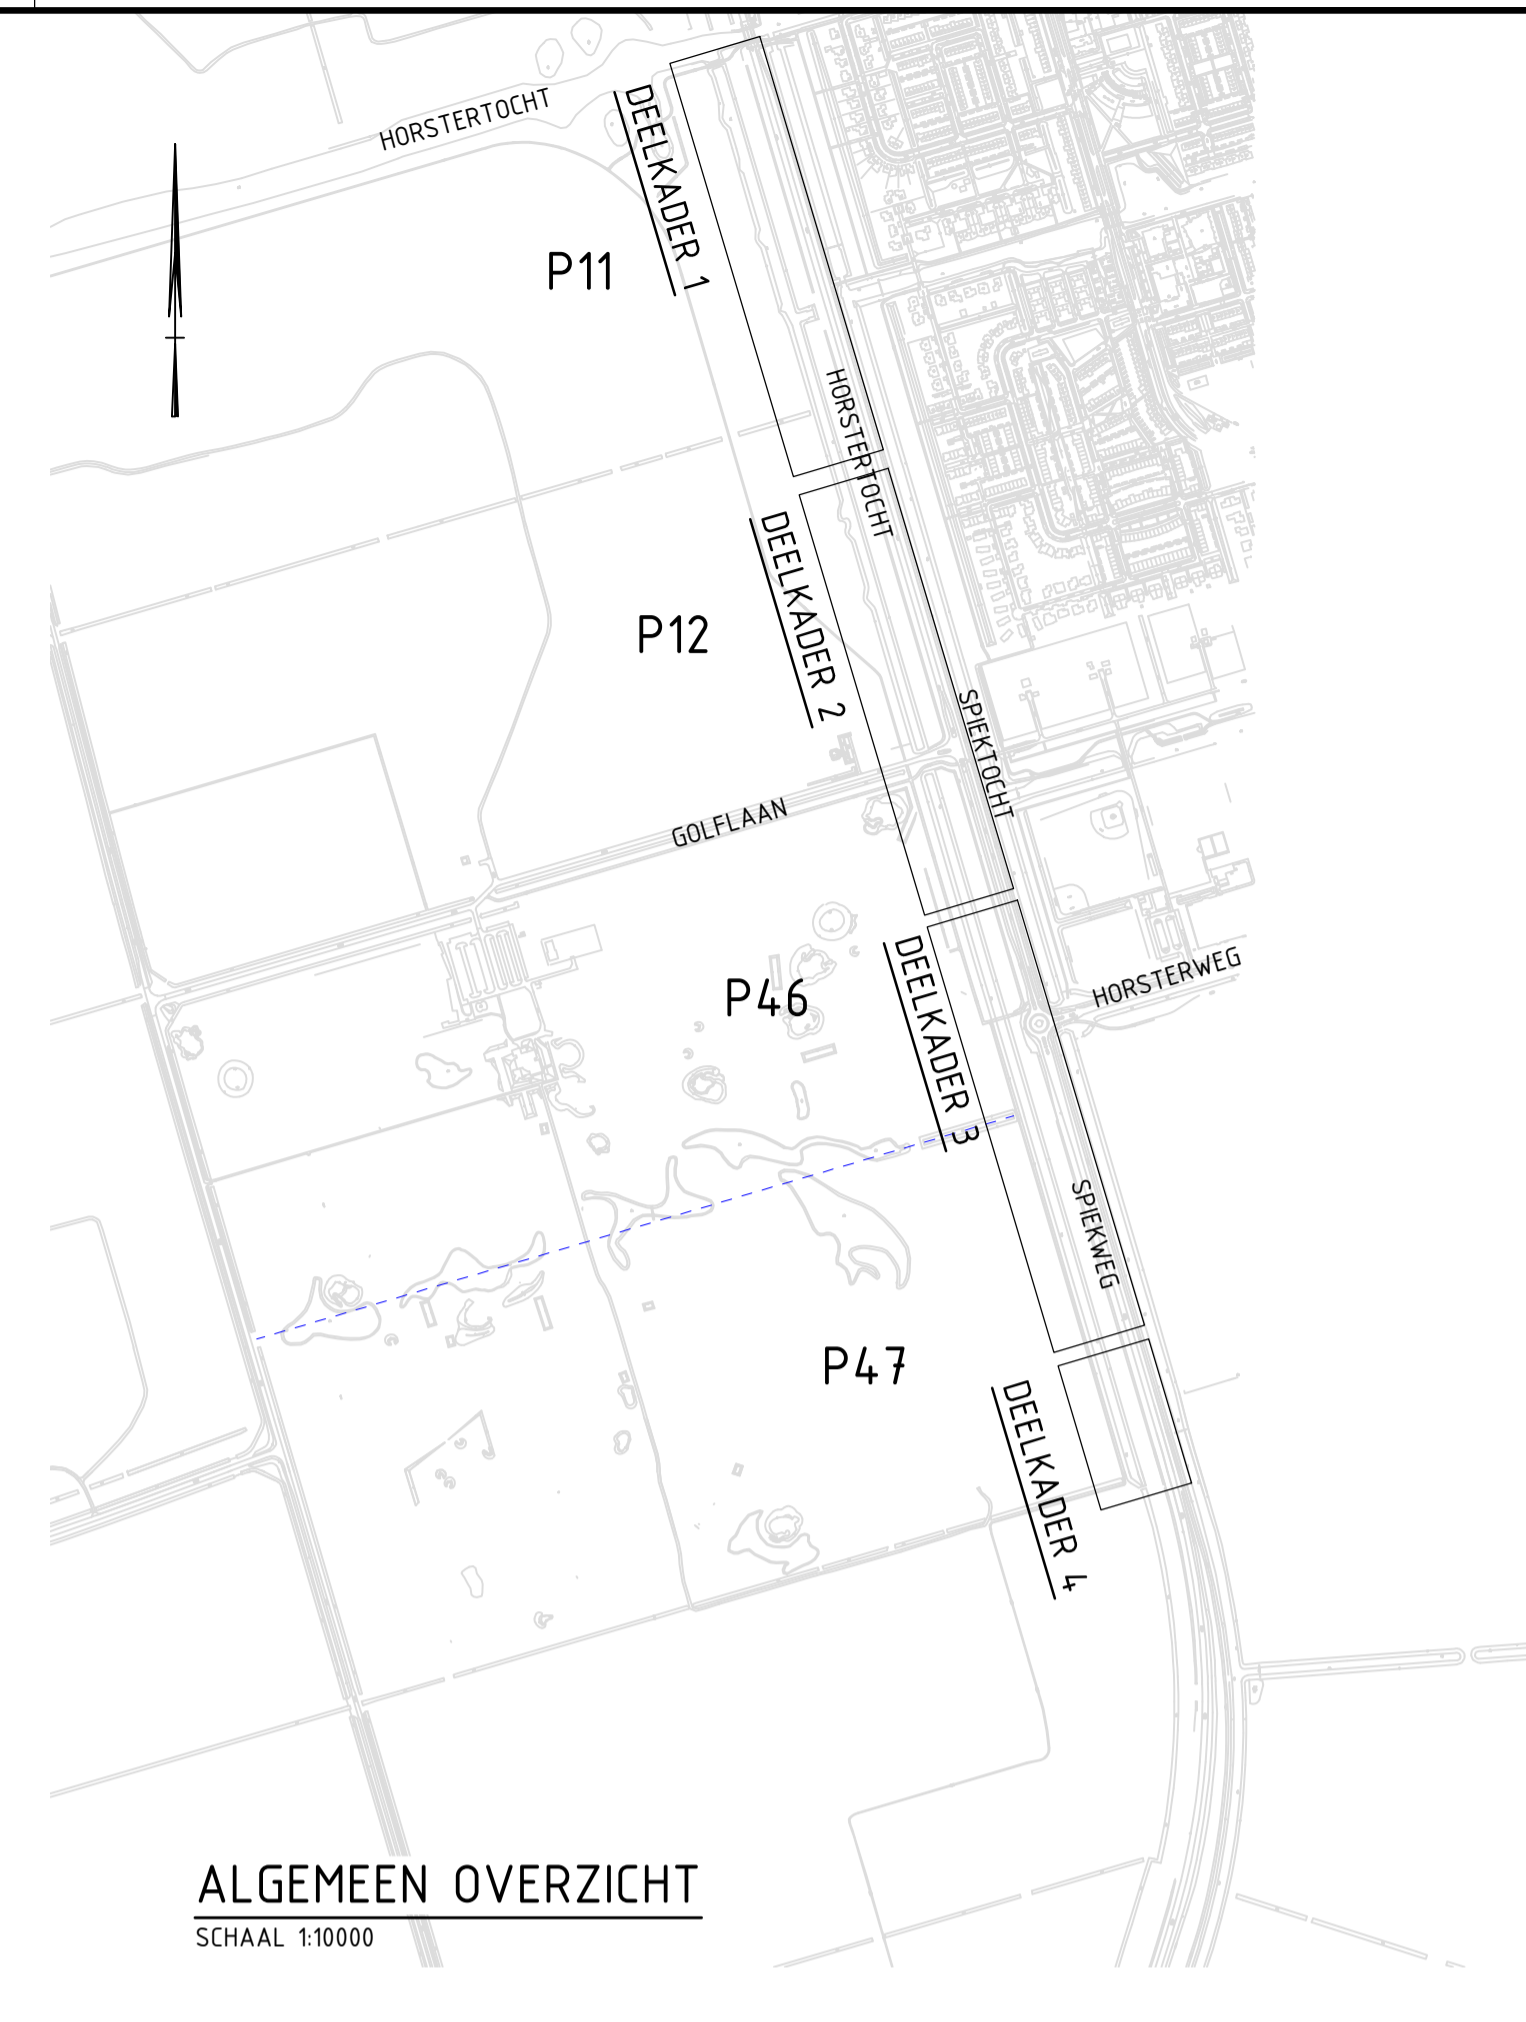 HORSTERTOCHT
DEELKADER 1
P11
HORSTERTOCHT
DEELKADER 2
P12
SPIEKTOCHT
GOLFLAAN
DEELKADER 3
HORSTERWEG
P46
SPIEKWEG
P47
DEELKADER 4
ALGEMEEN OVERZICHT
SCHAAL 1:10000